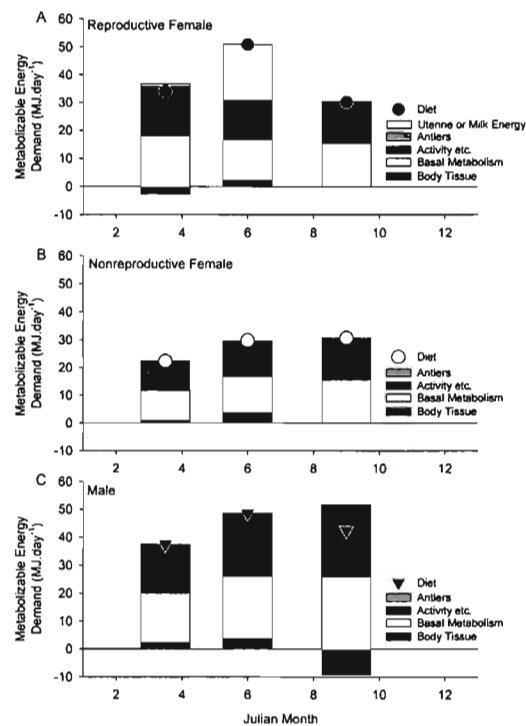 A
Reproductive Female
Metabolizable Energy
Demand (MJ.day⁻¹)
60
50
40
30
20
10
0
-10
Diet
Utenne or Milk Energy
Antlers
Activity etc.
Basal Metabolism
Body Tissue
2 4 6 8 10 12
B
Nonreproductive Female
Metabolizable Energy
Demand (MJ.day⁻¹)
60
50
40
30
20
10
0
-10
Diet
Antlers
Activity etc.
Basal Metabolism
Body Tissue
2 4 6 8 10 12
C
Male
Metabolizable Energy
Demand (MJ.day⁻¹)
60
50
40
30
20
10
0
-10
Diet
Antlers
Activity etc.
Basal Metabolism
Body Tissue
2 4 6 8 10 12
Julian Month